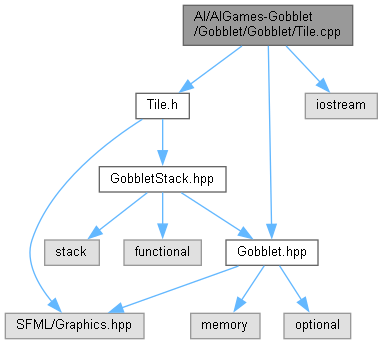 AI/AIGames-Gobblet
/Gobblet/Gobblet/Tile.cpp
Tile.h
iostream
GobbletStack.hpp
stack
functional
Gobblet.hpp
SFML/Graphics.hpp
memory
optional